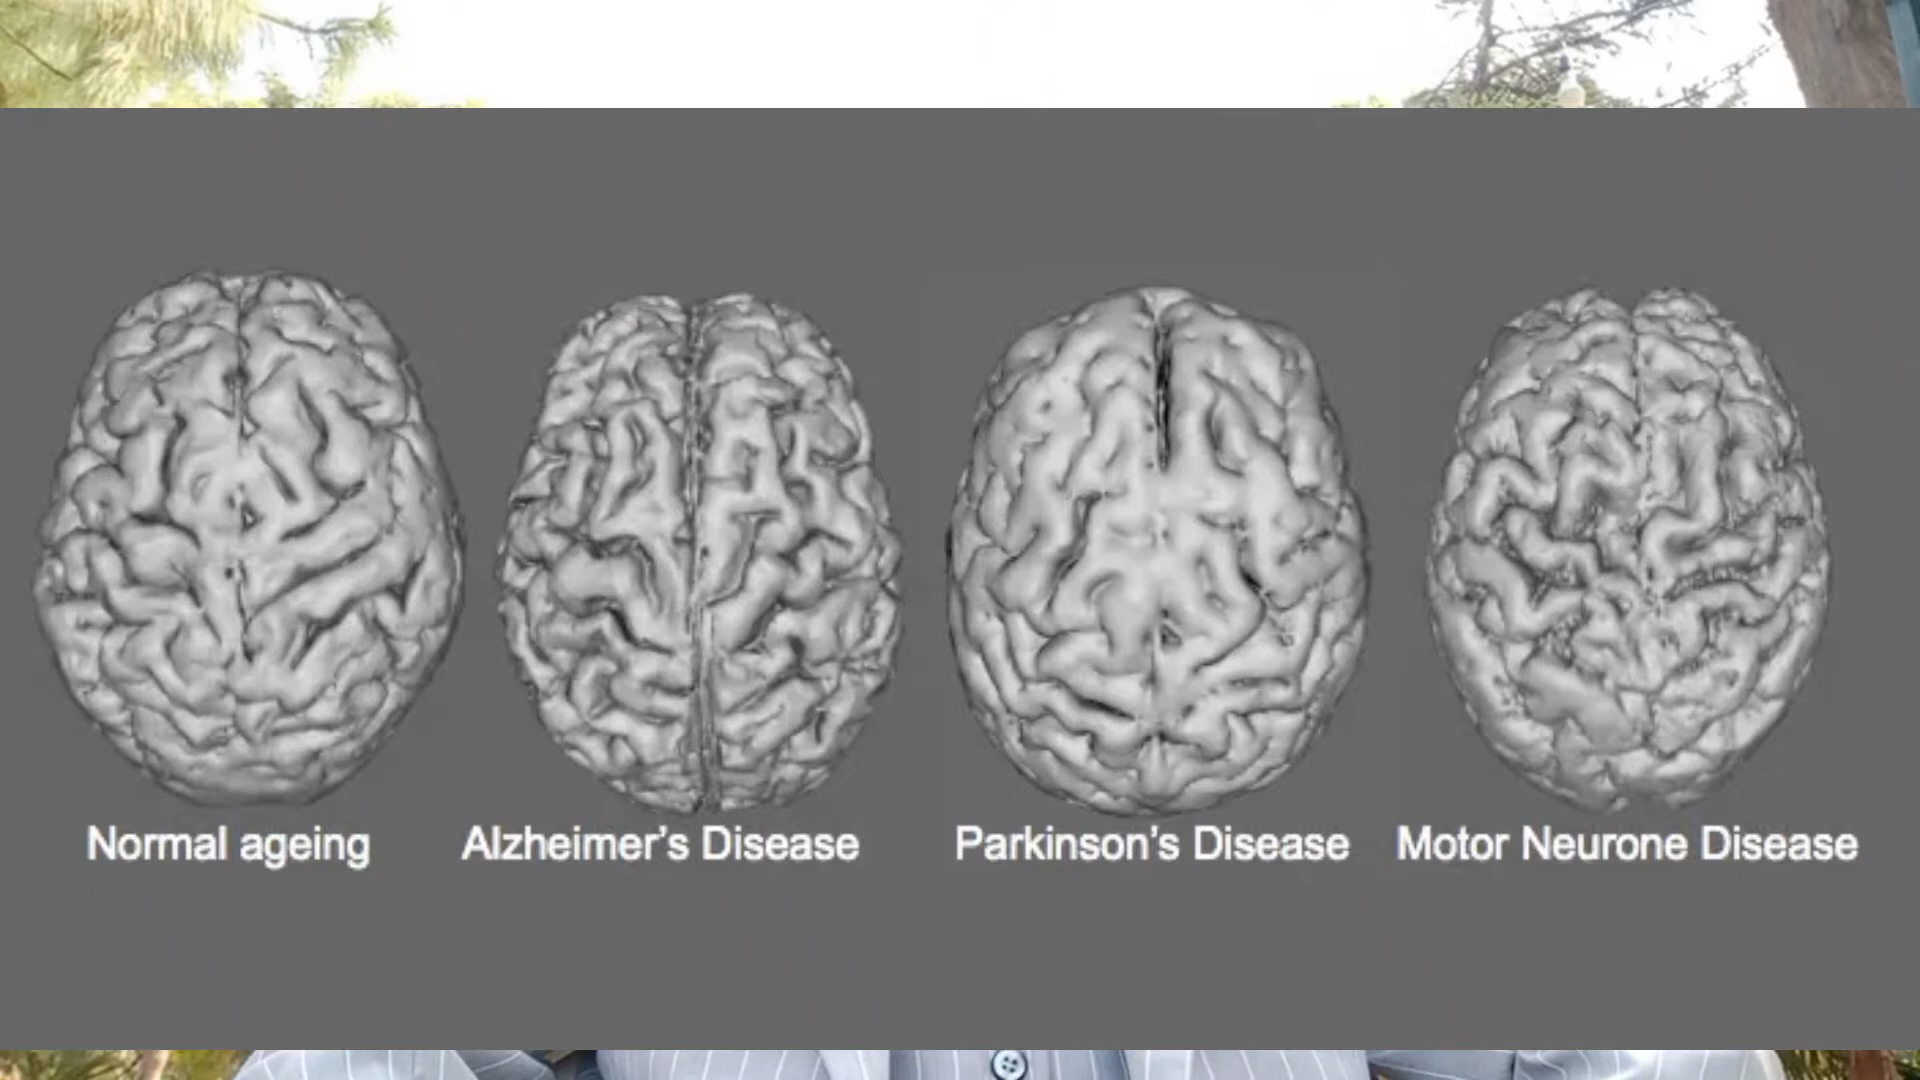 Normal ageing
Alzheimer's Disease
Parkinson's Disease
Motor Neurone Disease